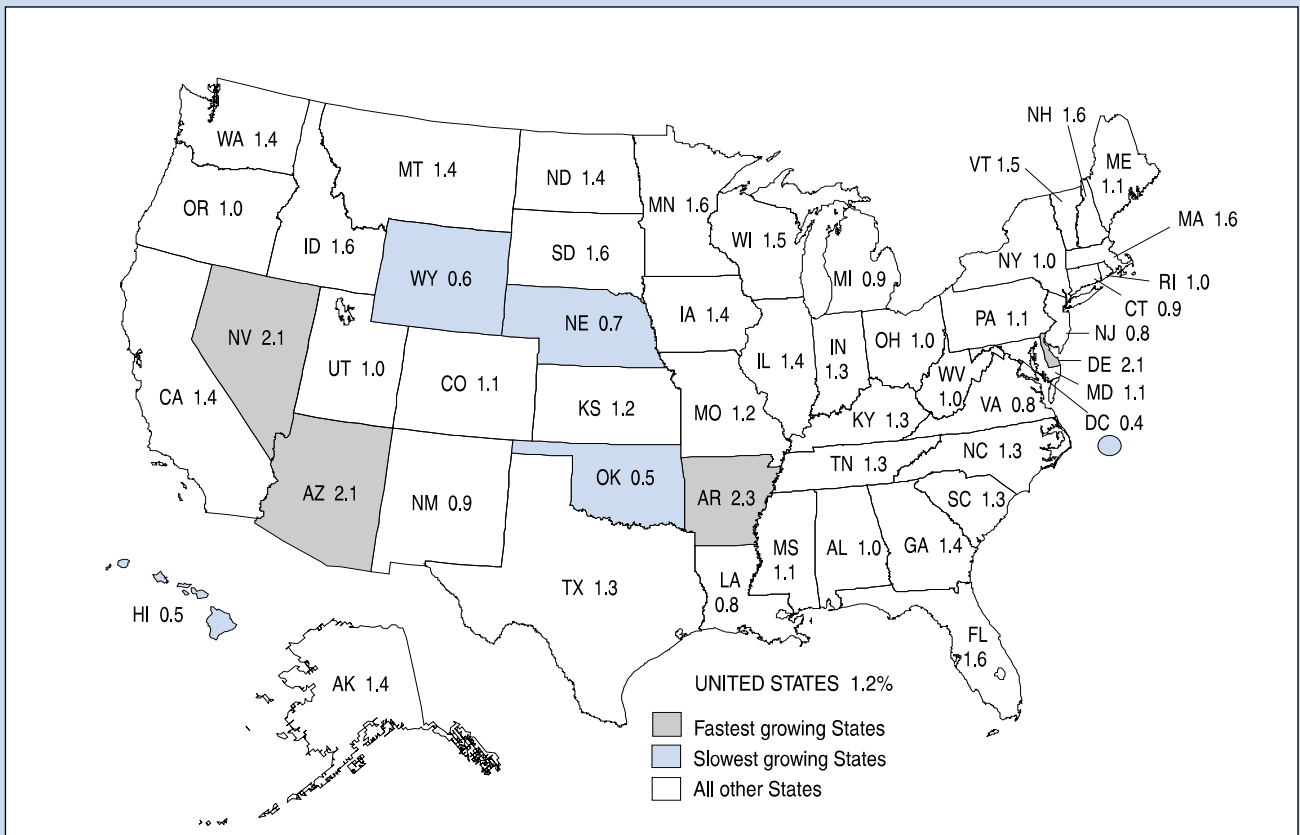 NH 1.6
WA 1.4
VT 1.5
ME
1.1
MT 1.4
ND 1.4
MN 1.6
OR 1.0
MA 1.6
WI 1.5
ID 1.6
SD 1.6
NY 1.0
WY 0.6
MI 0.9
RI 1.0
CT 0.9
IA 1.4
PA 1.1
NE 0.7
NJ 0.8
NV 2.1
OH 1.0
IN
1.3
IL 1.4
UT 1.0
DE 2.1
CO 1.1
WV
1.0
MD 1.1
CA 1.4
VA 0.8
KS 1.2
MO 1.2
KY 1.3
DC 0.4
NC 1.3
TN 1.3
OK 0.5
AZ 2.1
AR 2.3
NM 0.9
SC 1.3
MS
1.1
AL 1.0
GA 1.4
LA
0.8
TX 1.3
HI 0.5
FL
1.6
AK 1.4
UNITED STATES 1.2%
Fastest growing States
Slowest growing States
All other States